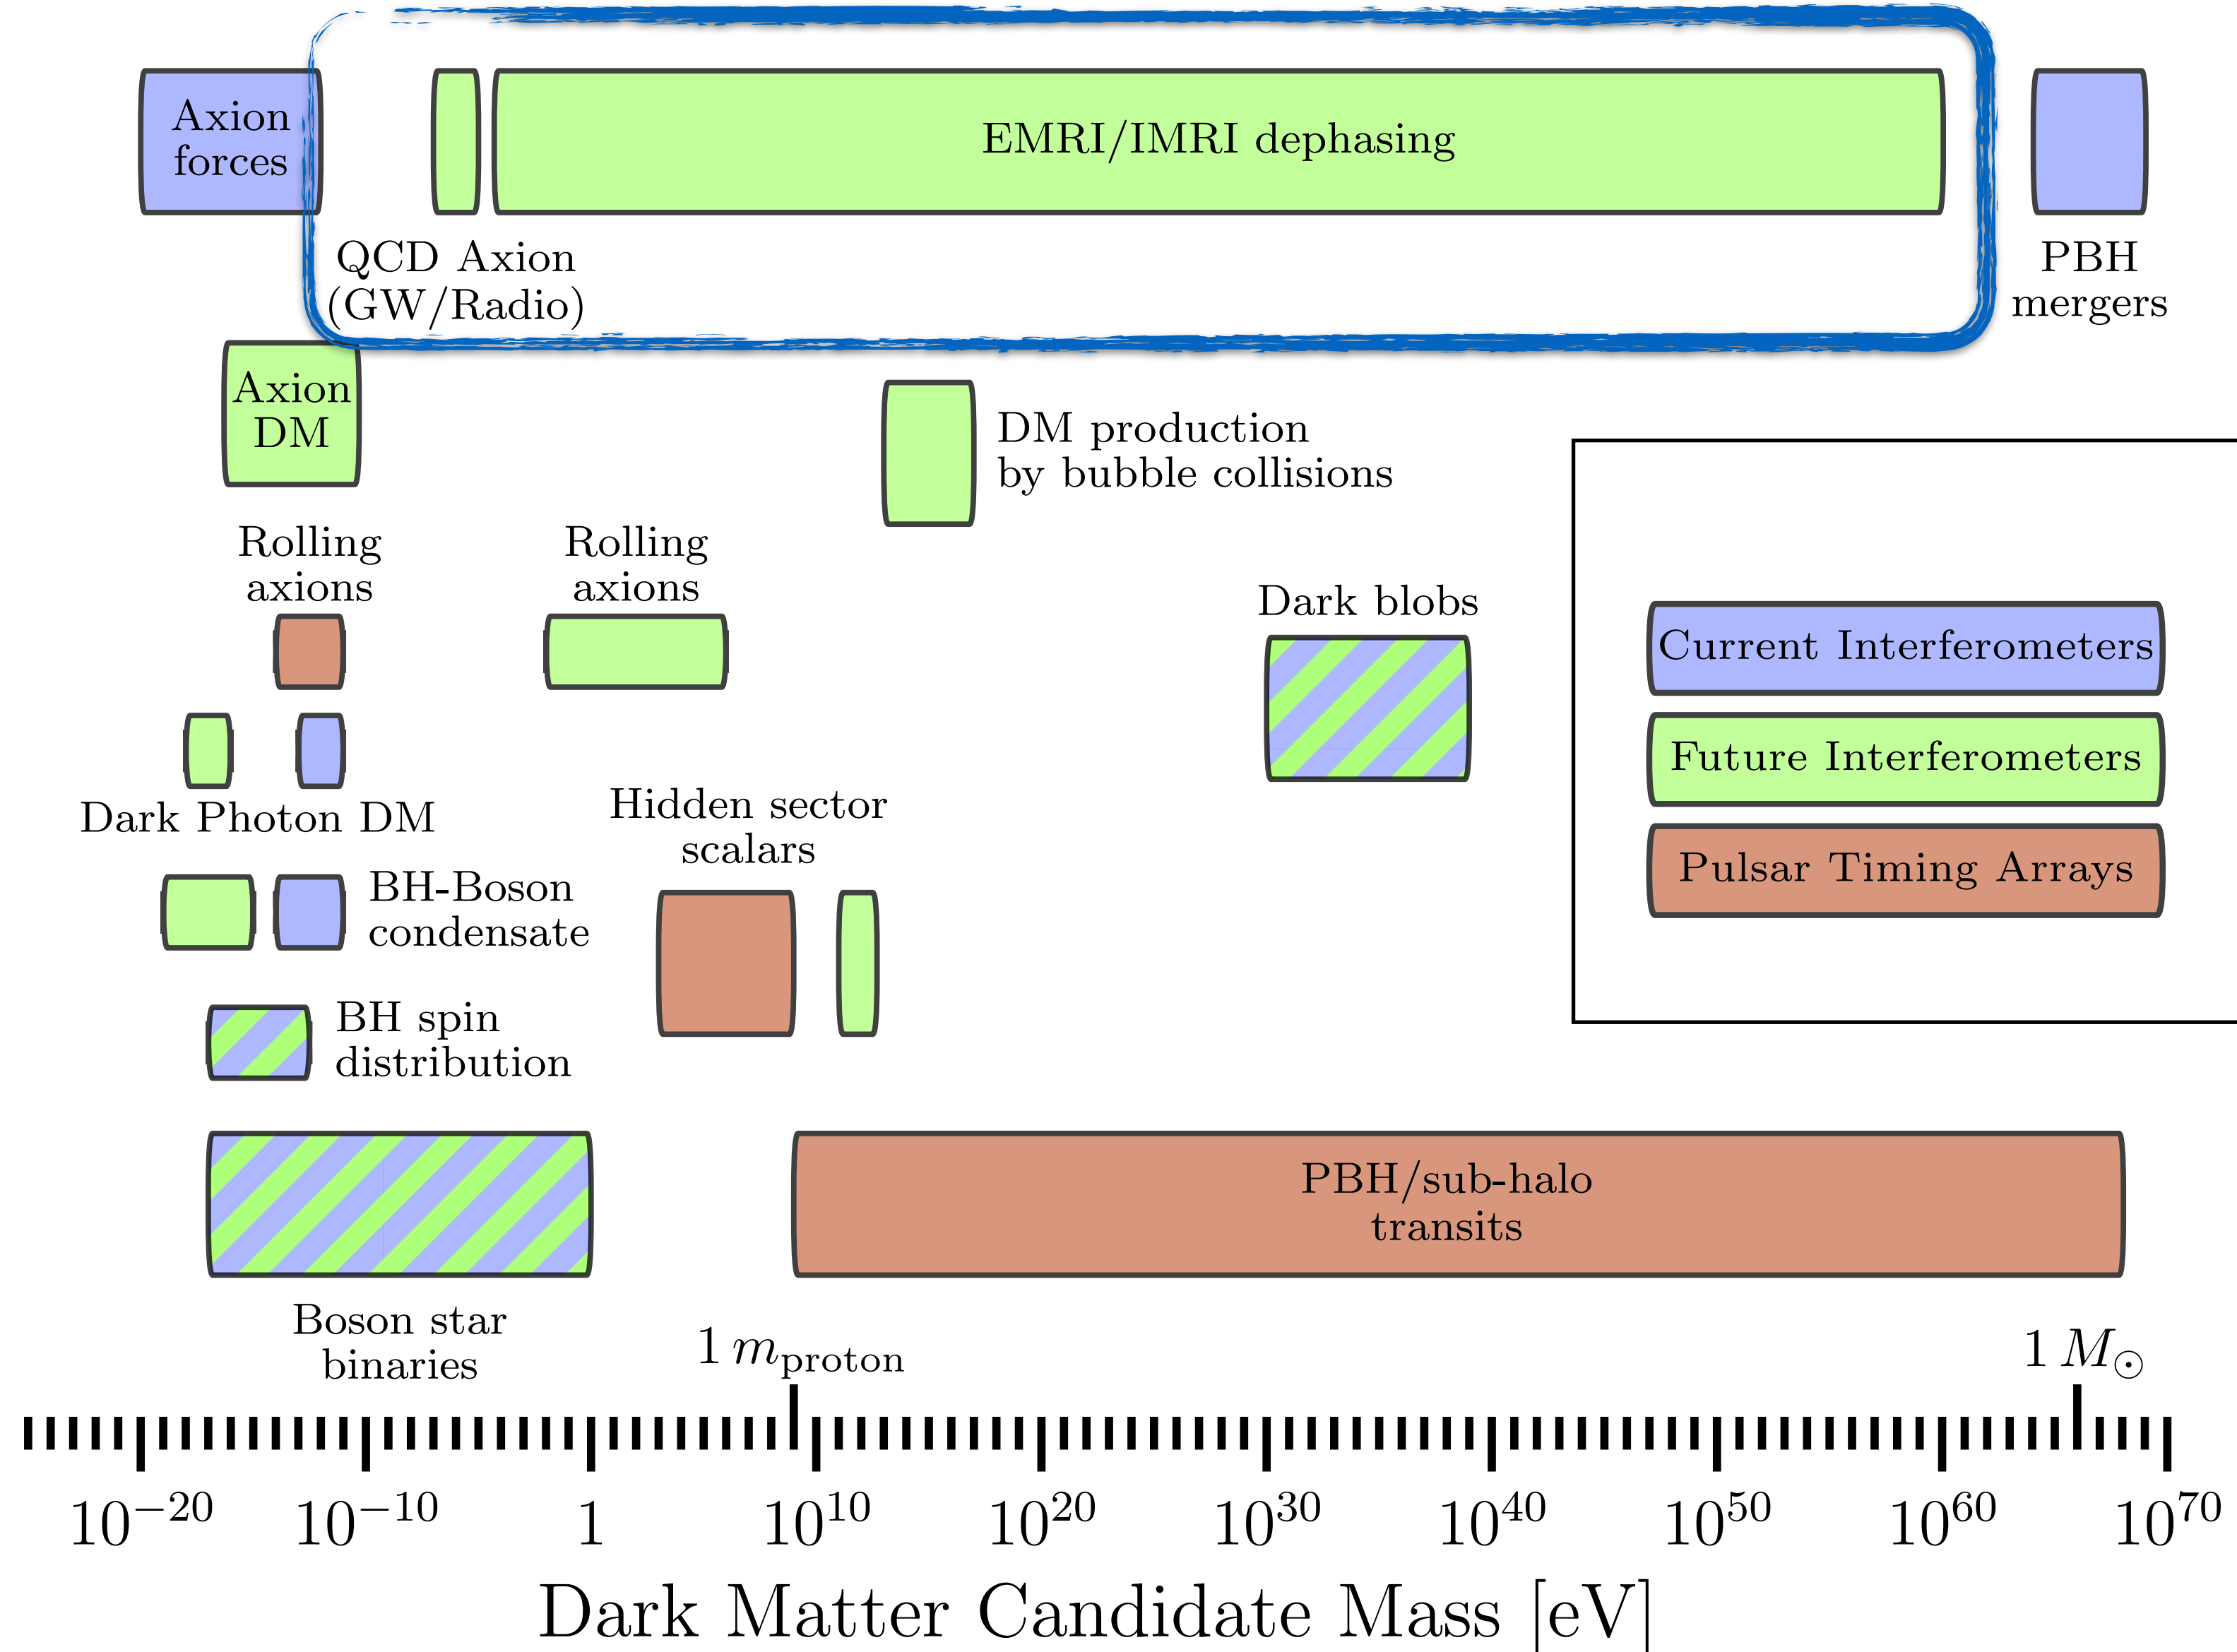 Axion
forces
EMRI/IMRI dephasing
QCD Axion
(GW/Radio)
PBH
mergers
Axion
DM
DM production
by bubble collisions
Rolling
axions
Rolling
axions
Dark blobs
Current Interferometers
Future Interferometers
Pulsar Timing Arrays
Dark Photon DM
Hidden sector
scalars
BH-Boson
condensate
BH spin
distribution
PBH/sub-halo
transits
Boson star
binaries
1 m_proton
1 M_⊙
10^−20 10^−10 1 10^10 10^20 10^30 10^40 10^50 10^60 10^70
Dark Matter Candidate Mass [eV]